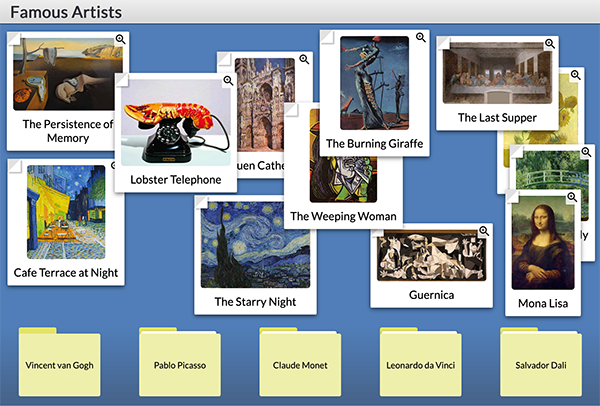 Famous Artists
The Persistence of
Memory
Lobster Telephone
uen Cathe
The Burning Giraffe
The Last Supper
The Weeping Woman
Cafe Terrace at Night
The Starry Night
Guernica
Mona Lisa
ly
Vincent van Gogh
Pablo Picasso
Claude Monet
Leonardo da Vinci
Salvador Dali